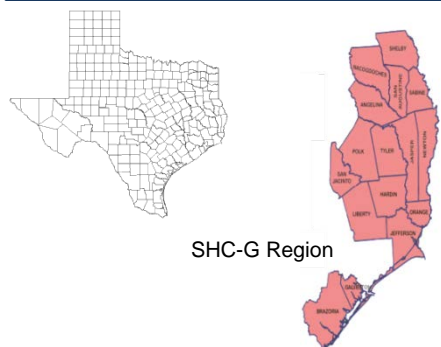 SHELBY
NACOGDOCHES
SAN AUGUSTINE
SABINE
ANGELINA
POLK
TYLER
JASPER
NEWTON
SAN JACINTO
HARDIN
LIBERTY
ORANGE
JEFFERSON
SHC-G Region
GALVESTON
BRAZORIA